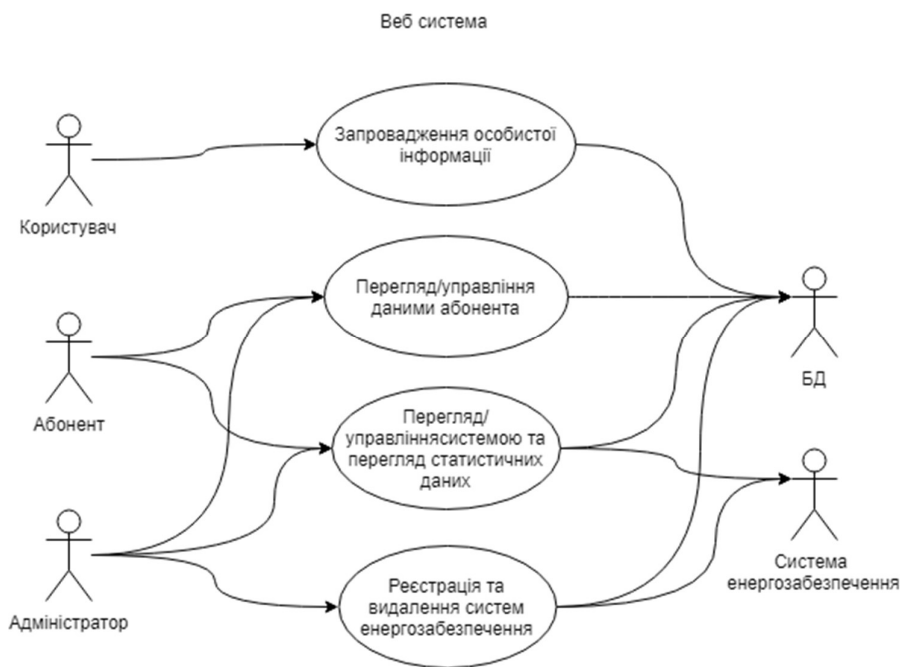 Веб система
Запровадження особистої
інформації
Користувач
Перегляд/управління
даними абонента
БД
Абонент
Перегляд/
управліннясистемою та
перегляд статистичних
даних
Система
енергозабезпечення
Реєстрація та
видалення систем
енергозабезпечення
Адміністратор